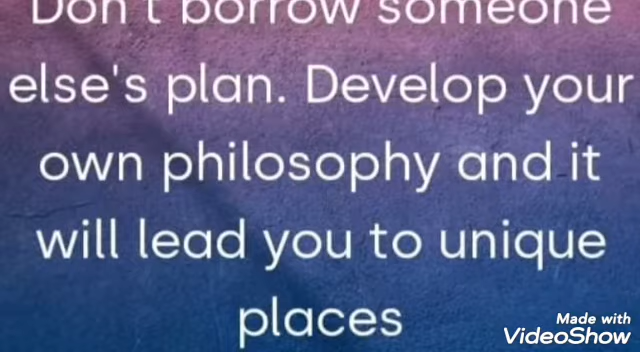 Don't borrow someone
else's plan. Develop your
own philosophy and it
will lead you to unique
places
Made with
VideoShow